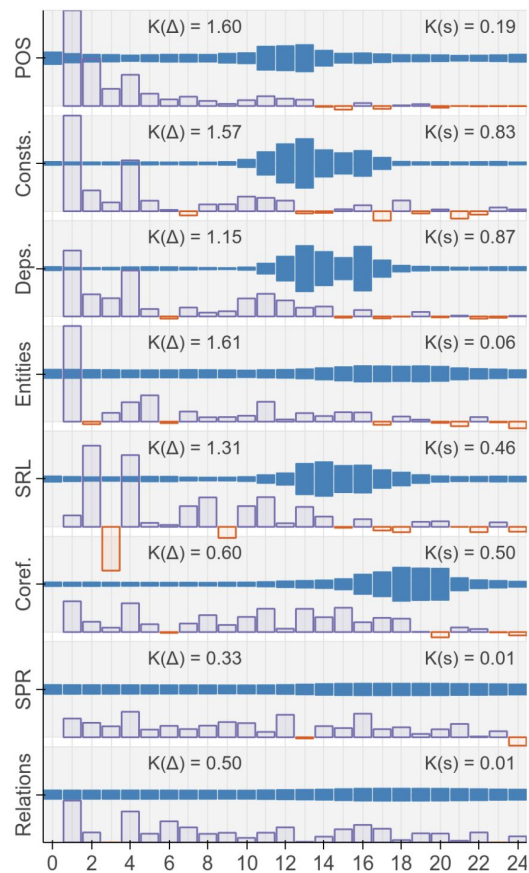 POS K(Δ) = 1.60 K(s) = 0.19
Consts. K(Δ) = 1.57 K(s) = 0.83
Deps. K(Δ) = 1.15 K(s) = 0.87
Entities K(Δ) = 1.61 K(s) = 0.06
SRL K(Δ) = 1.31 K(s) = 0.46
Coref. K(Δ) = 0.60 K(s) = 0.50
SPR K(Δ) = 0.33 K(s) = 0.01
Relations K(Δ) = 0.50 K(s) = 0.01
0 2 4 6 8 10 12 14 16 18 20 22 24